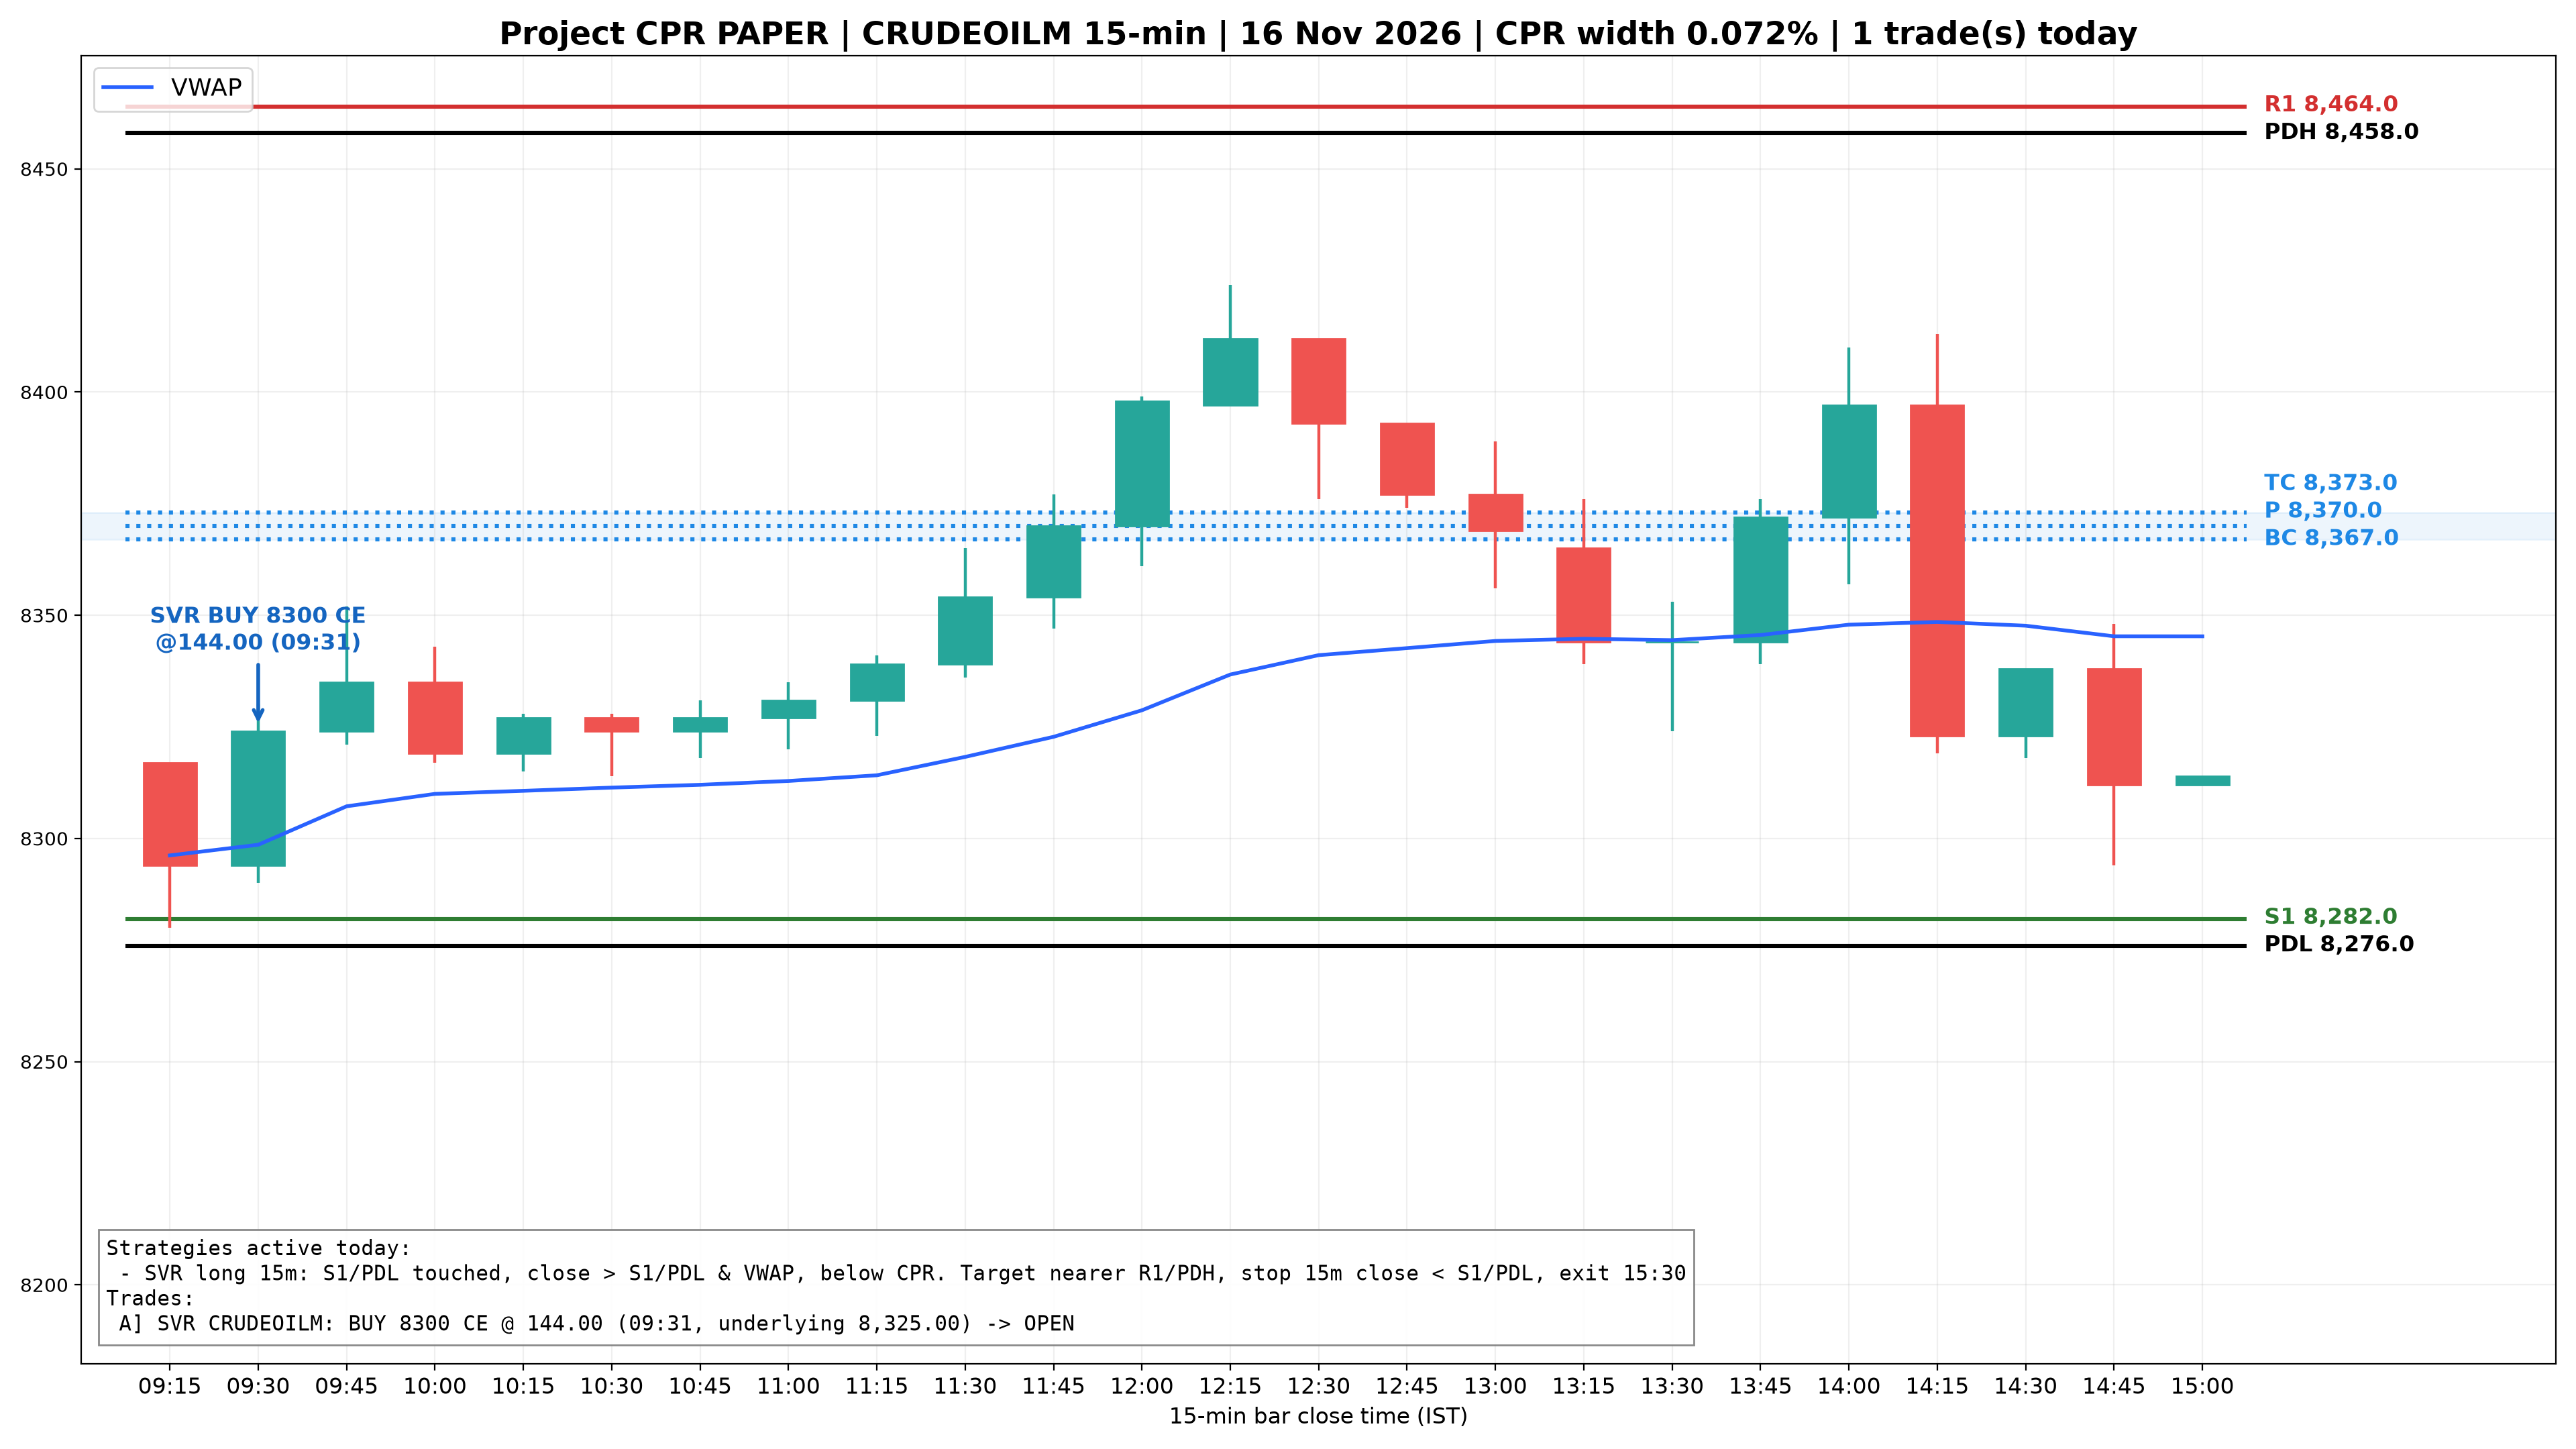 Project CPR PAPER | CRUDEOILM 15-min | 16 Nov 2026 | CPR width 0.072% | 1 trade(s) today
VWAP
R1 8,464.0
PDH 8,458.0
8450
8400
TC 8,373.0
P 8,370.0
BC 8,367.0
8350
SVR BUY 8300 CE
@144.00 (09:31)
8300
S1 8,282.0
PDL 8,276.0
8250
8200
Strategies active today:
- SVR long 15m: S1/PDL touched, close > S1/PDL & VWAP, below CPR. Target nearer R1/PDH, stop 15m close < S1/PDL, exit 15:30
Trades:
A] SVR CRUDEOILM: BUY 8300 CE @ 144.00 (09:31, underlying 8,325.00) -> OPEN
09:15 09:30 09:45 10:00 10:15 10:30 10:45 11:00 11:15 11:30 11:45 12:00 12:15 12:30 12:45 13:00 13:15 13:30 13:45 14:00 14:15 14:30 14:45 15:00
15-min bar close time (IST)